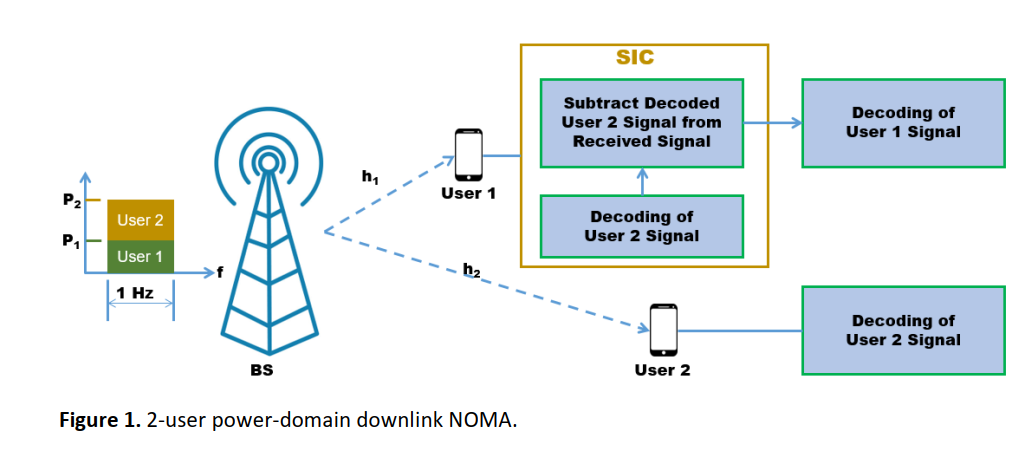 SIC
Subtract Decoded
User 2 Signal from
Received Signal
Decoding of
User 1 Signal
h₁
User 1
P₂
User 2
P₁
User 1
f
1 Hz
Decoding of
User 2 Signal
h₂
BS
User 2
Decoding of
User 2 Signal
Figure 1. 2-user power-domain downlink NOMA.